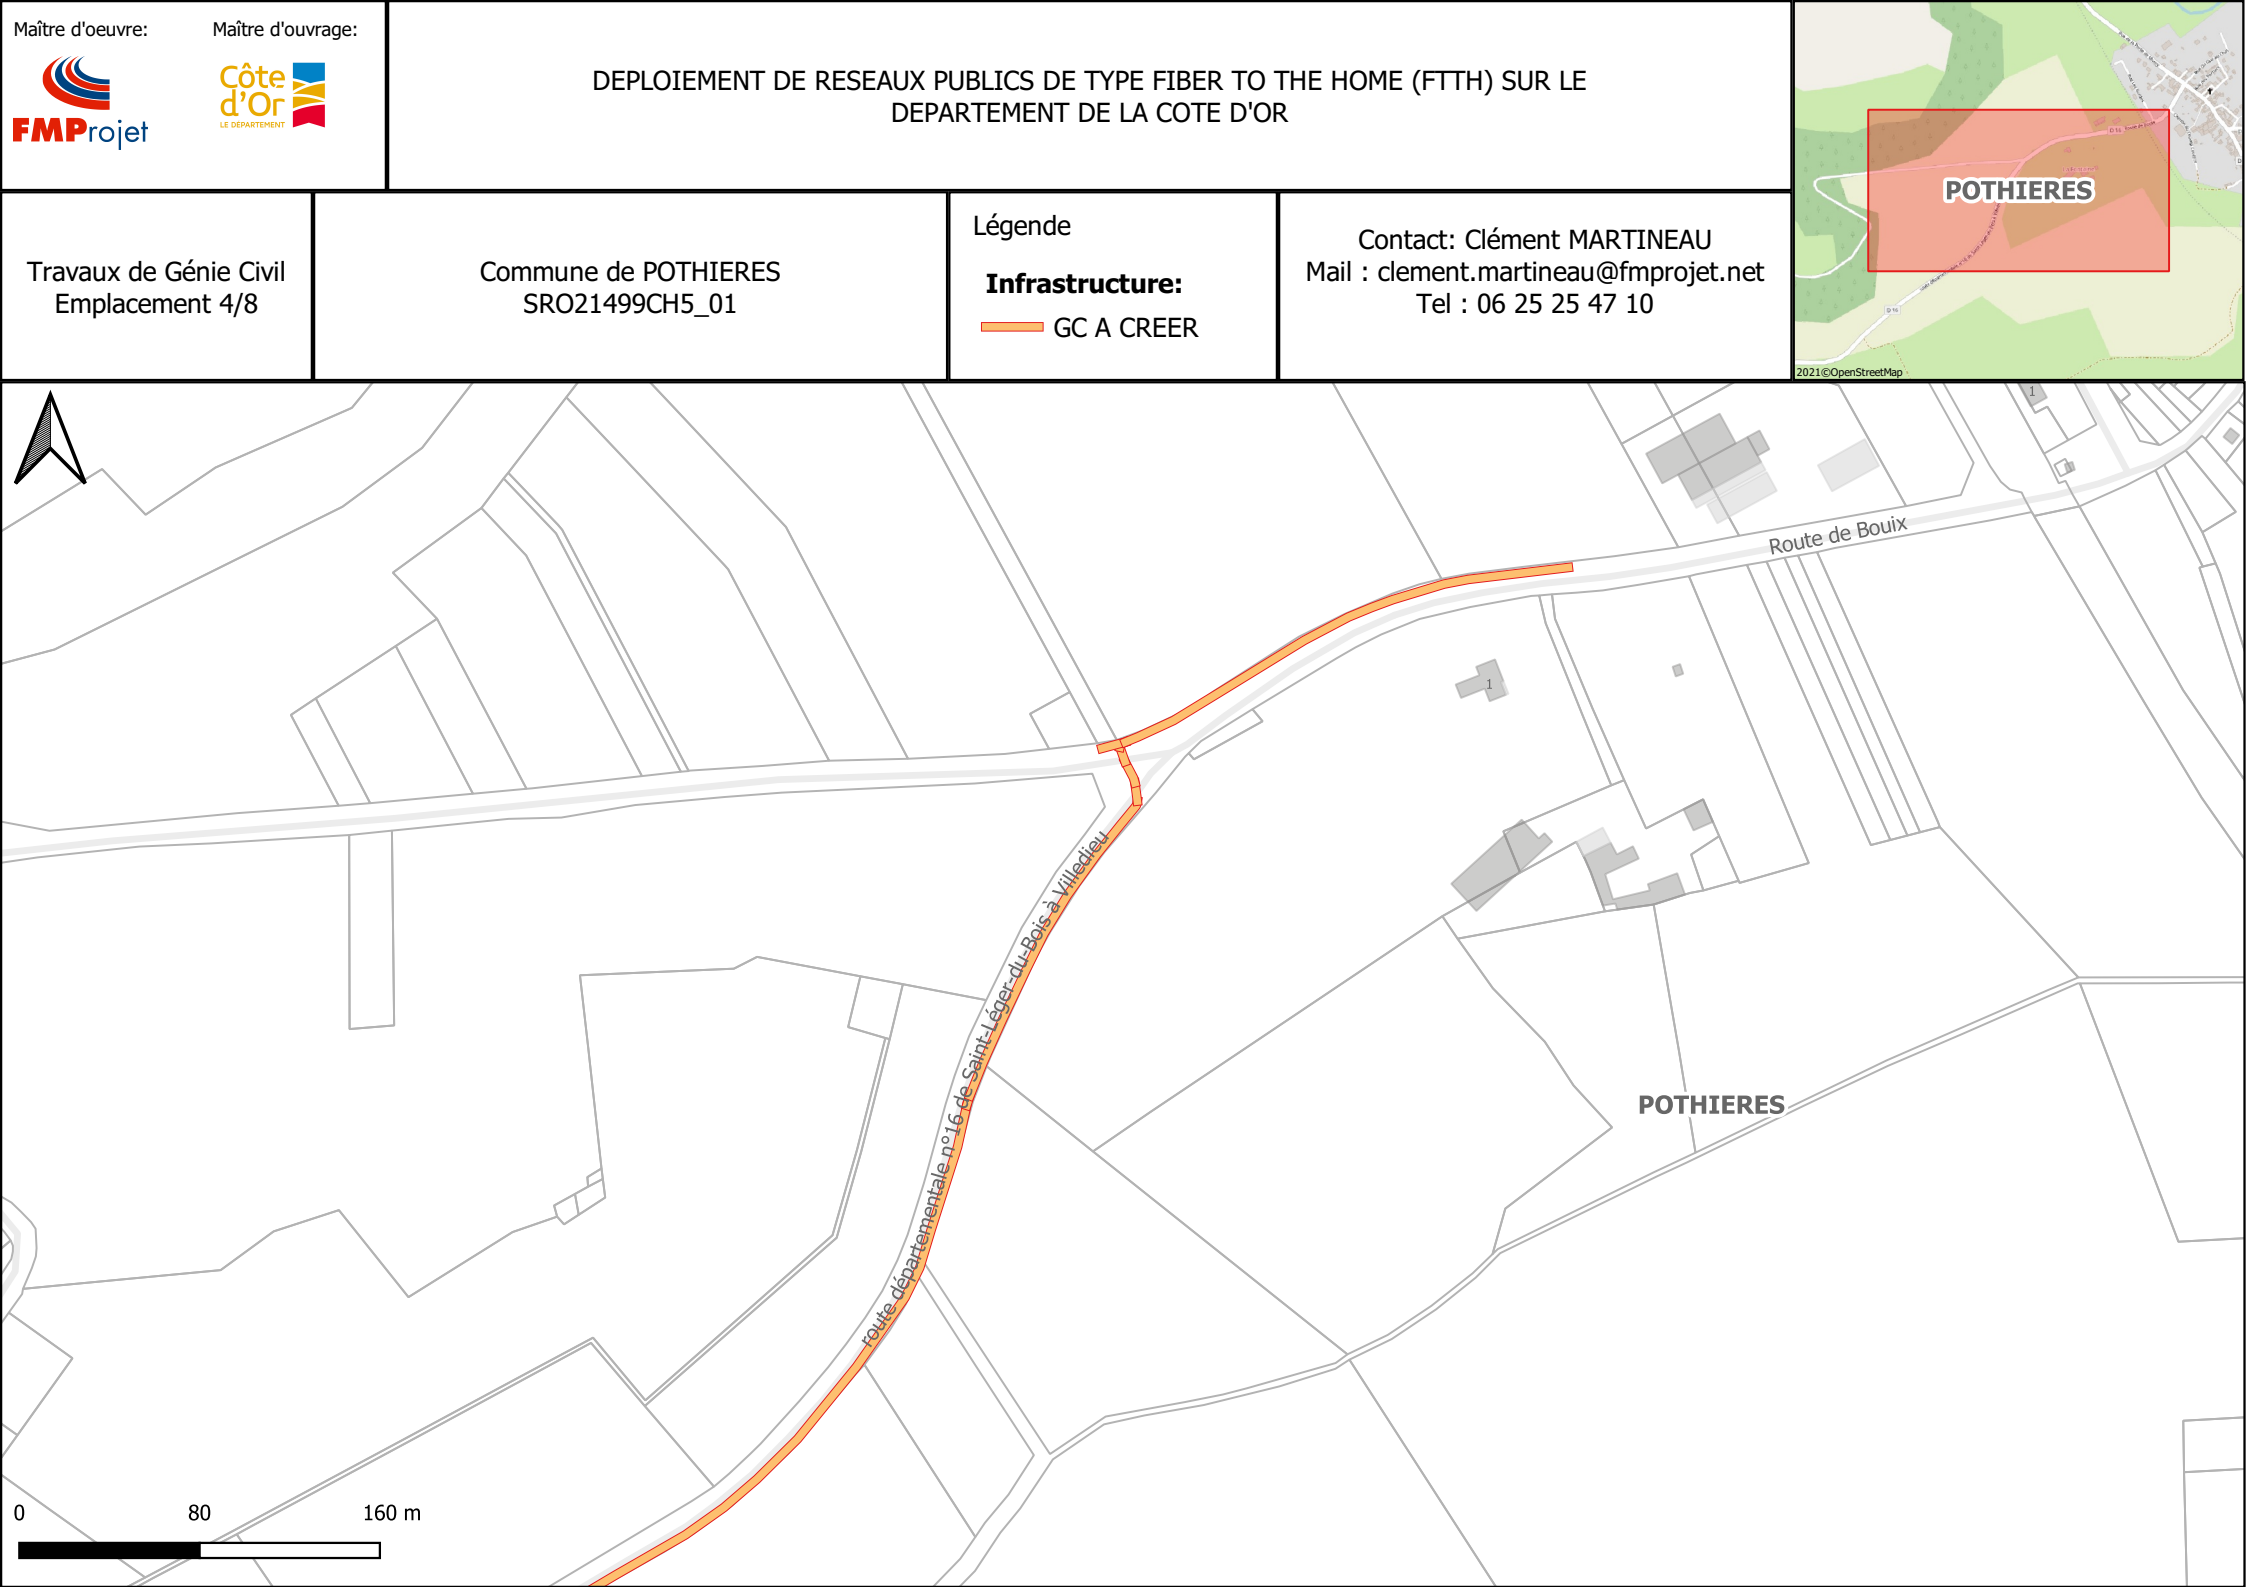 Maître d'oeuvre:
Maître d'ouvrage:
FMProjet
Côte
d'Or
LE DÉPARTEMENT
DEPLOIEMENT DE RESEAUX PUBLICS DE TYPE FIBER TO THE HOME (FTTH) SUR LE
DEPARTEMENT DE LA COTE D'OR
Travaux de Génie Civil
Emplacement 4/8
Commune de POTHIERES
SRO21499CH5_01
Légende
Infrastructure:
GC A CREER
Contact: Clément MARTINEAU
Mail : clement.martineau@fmprojet.net
Tel : 06 25 25 47 10
POTHIERES
D 16
2021©OpenStreetMap
1
Route de Bouix
1
route départementale n°16 de Saint-Léger-du-Bois à Villedieu
POTHIERES
0
80
160 m